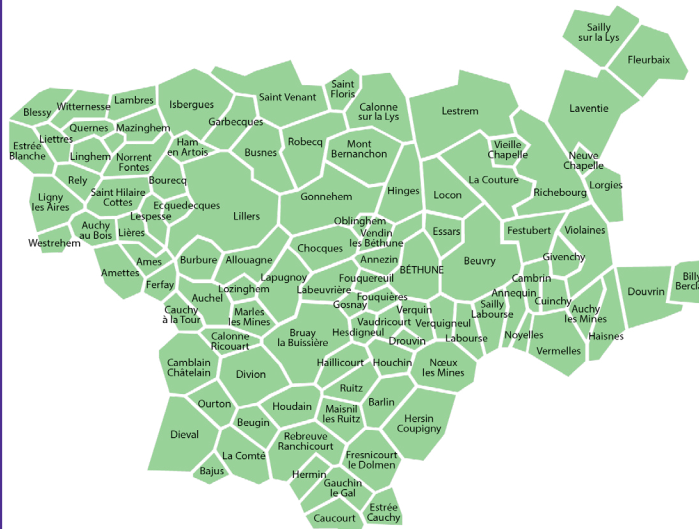 Sailly
sur la Lys
Fleurbaix
Saint
Floris
Saint Venant
Calonne
sur la Lys
Lestrem
Laventie
Lambres
Isbergues
Witternesse
Blessy
Garbecques
Quernes
Mazinghem
Liettres
Estrée
Blanche
Linghem
Norrent
Fontes
Ham
en Artois
Busnes
Robecq
Mont
Bernanchon
Vieille
Chapelle
Neuve
Chapelle
Rely
Bourecq
La Couture
Richebourg
Lorgies
Ligny
les Aires
Saint Hilaire
Cottes
Ecquedecques
Lespesse
Lillers
Gonnehem
Hinges
Locon
Auchy
au Bois
Lières
Westrehem
Oblinghem
Vendin
les Béthune
Essars
Festubert
Violaines
Chocques
Annezin
BÉTHUNE
Beuvry
Givenchy
Ames
Burbure
Allouagne
Amettes
Ferfay
Lapugnoy
Fouquereuil
Labeuvrière
Fouquières
Gosnay
Cambrin
Annequin
Cuinchy
Douvrin
Billy
Bercla
Lozinghem
Auchel
Cauchy
à la Tour
Marles
les Mines
Verquin
Vaudricourt
Verquigneul
Sailly
Labourse
Auchy
les Mines
Calonne
Ricouart
Bruay
la Buissière
Hesdigneul
Drouvin
Labourse
Noyelles
Haisnes
Vermelles
Camblain
Châtelain
Divion
Haillicourt
Houchin
Nœux
les Mines
Ruitz
Ourton
Beugin
Houdain
Maisnil
les Ruitz
Barlin
Hersin
Coupigny
Dieval
Rebreuve
Ranchicourt
La Comté
Fresnicourt
le Dolmen
Bajus
Hermin
Gauchin
le Gal
Estrée
Cauchy
Caucourt